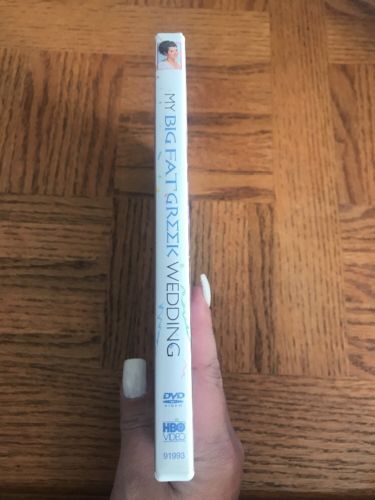 MY BIG FAT GREEK WEDDING
DVD
VIDEO
HBO
VIDEO
91993